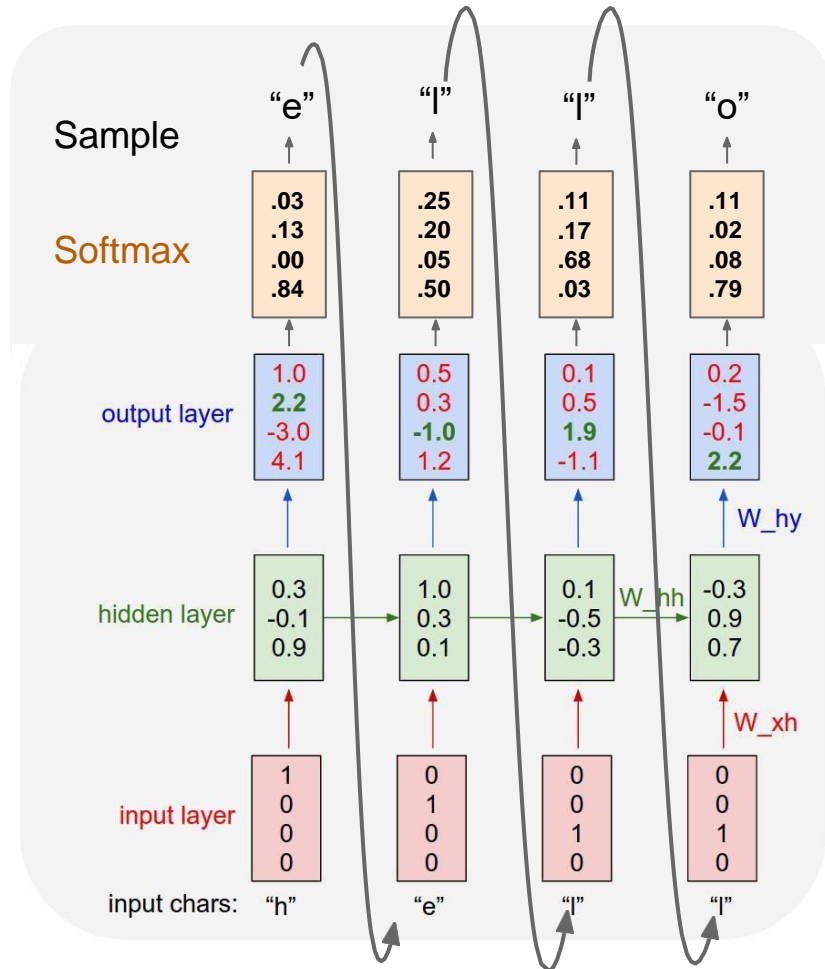 “e” “l” “l” “o”
Sample
.03 .25 .11 .11
.13 .20 .17 .02
Softmax
.00 .05 .68 .08
.84 .50 .03 .79
1.0 0.5 0.1 0.2
output layer
2.2 0.3 0.5 -1.5
-3.0 -1.0 1.9 -0.1
4.1 1.2 -1.1 2.2
W_hy
0.3 1.0 0.1 -0.3
W_hh
hidden layer
-0.1 0.3 -0.5 0.9
0.9 0.1 -0.3 0.7
W_xh
1 0 0 0
0 1 0 0
input layer
0 0 1 1
0 0 0 0
input chars: “h” “e” “l” “l”